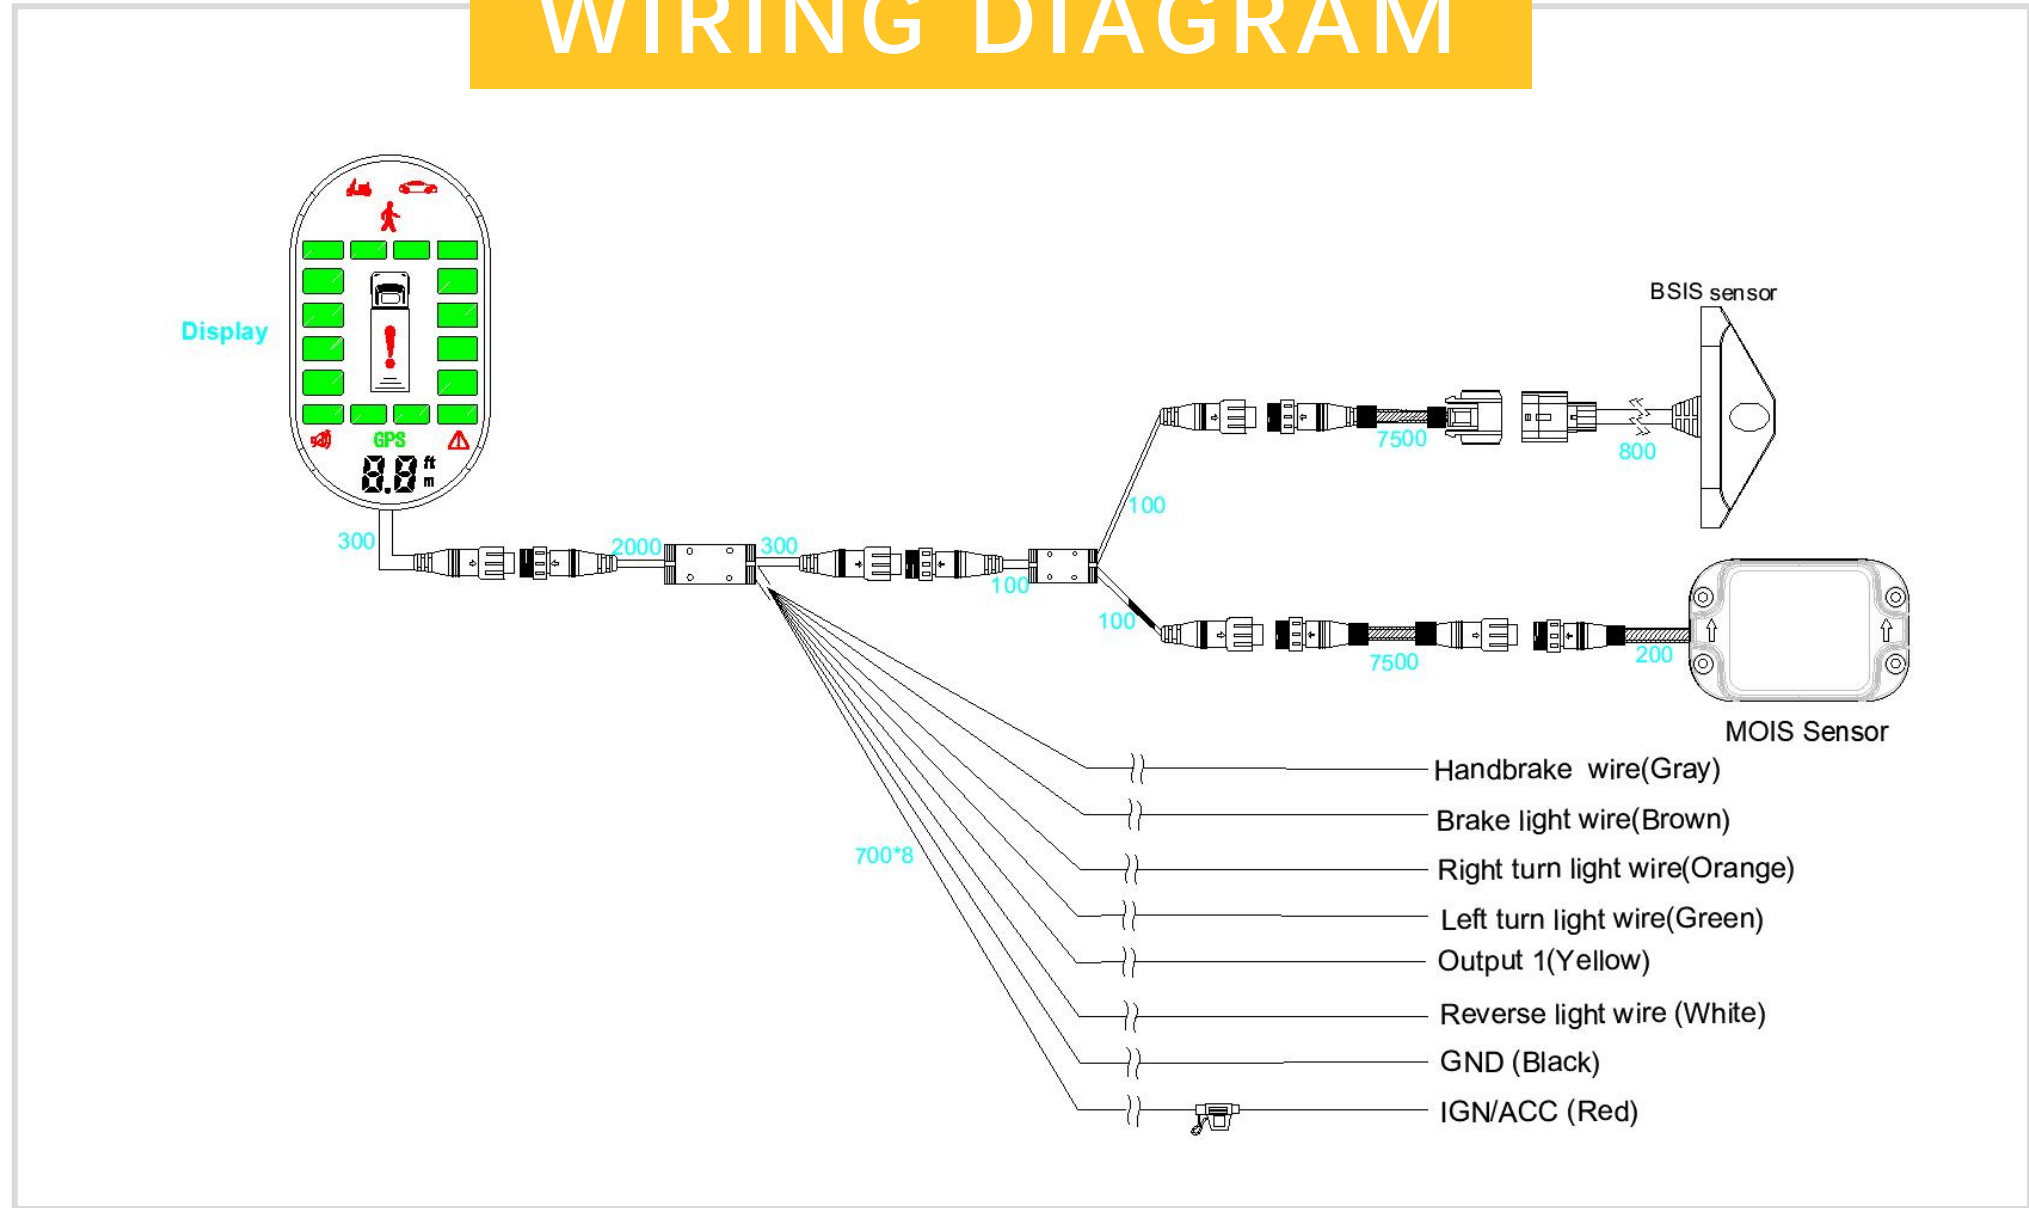 WIRING DIAGRAM
BSIS sensor
Display
GPS
8.8 ft
m
7500
800
100
300
2000
300
100
100
7500
200
MOIS Sensor
Handbrake wire(Gray)
Brake light wire(Brown)
700*8
Right turn light wire(Orange)
Left turn light wire(Green)
Output 1(Yellow)
Reverse light wire (White)
GND (Black)
IGN/ACC (Red)